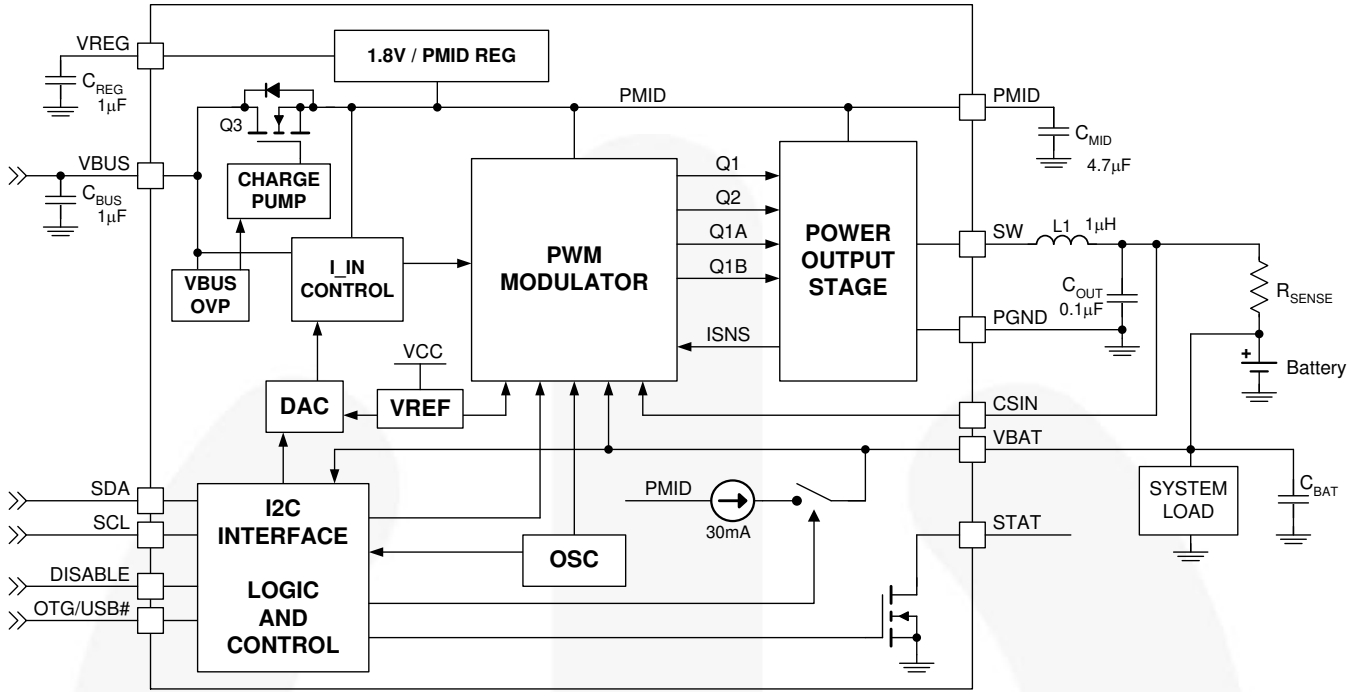 VREG
C_REG
1µF
1.8V / PMID REG
PMID
PMID
C_MID
4.7µF
Q3
VBUS
C_BUS
1µF
CHARGE
PUMP
VBUS
OVP
I_IN
CONTROL
PWM
MODULATOR
Q1
Q2
Q1A
Q1B
ISNS
POWER
OUTPUT
STAGE
SW
L1
1µH
C_OUT
0.1µF
R_SENSE
PGND
+
Battery
VCC
DAC
VREF
CSIN
VBAT
SDA
SCL
DISABLE
OTG/USB#
I2C
INTERFACE
LOGIC
AND
CONTROL
OSC
PMID
30mA
SYSTEM
LOAD
C_BAT
STAT